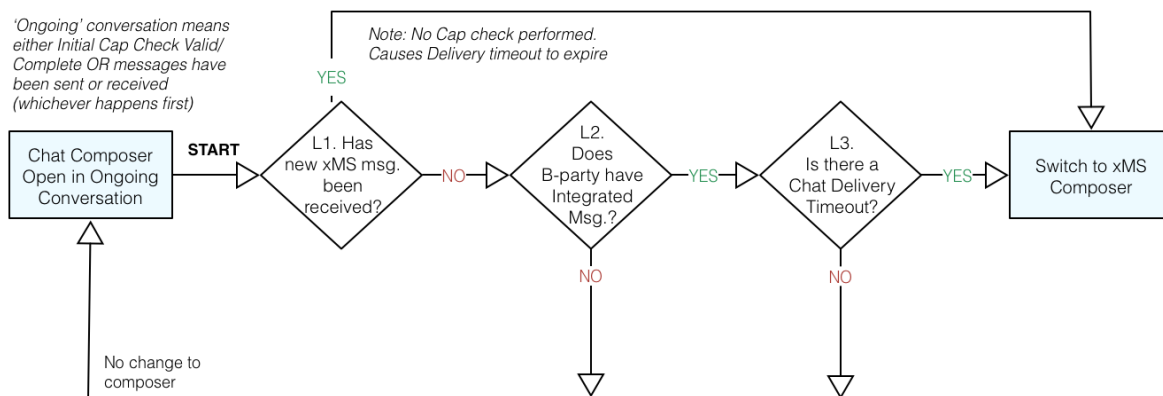 ‘Ongoing’ conversation means
either Initial Cap Check Valid/
Complete OR messages have
been sent or received
(whichever happens first)
Note: No Cap check performed.
Causes Delivery timeout to expire
YES
Chat Composer
Open in Ongoing
Conversation
START
L1. Has
new xMS msg.
been
received?
NO
L2.
Does
B-party have
Integrated
Msg.?
YES
L3.
Is there a
Chat Delivery
Timeout?
YES
Switch to xMS
Composer
NO
NO
No change to
composer